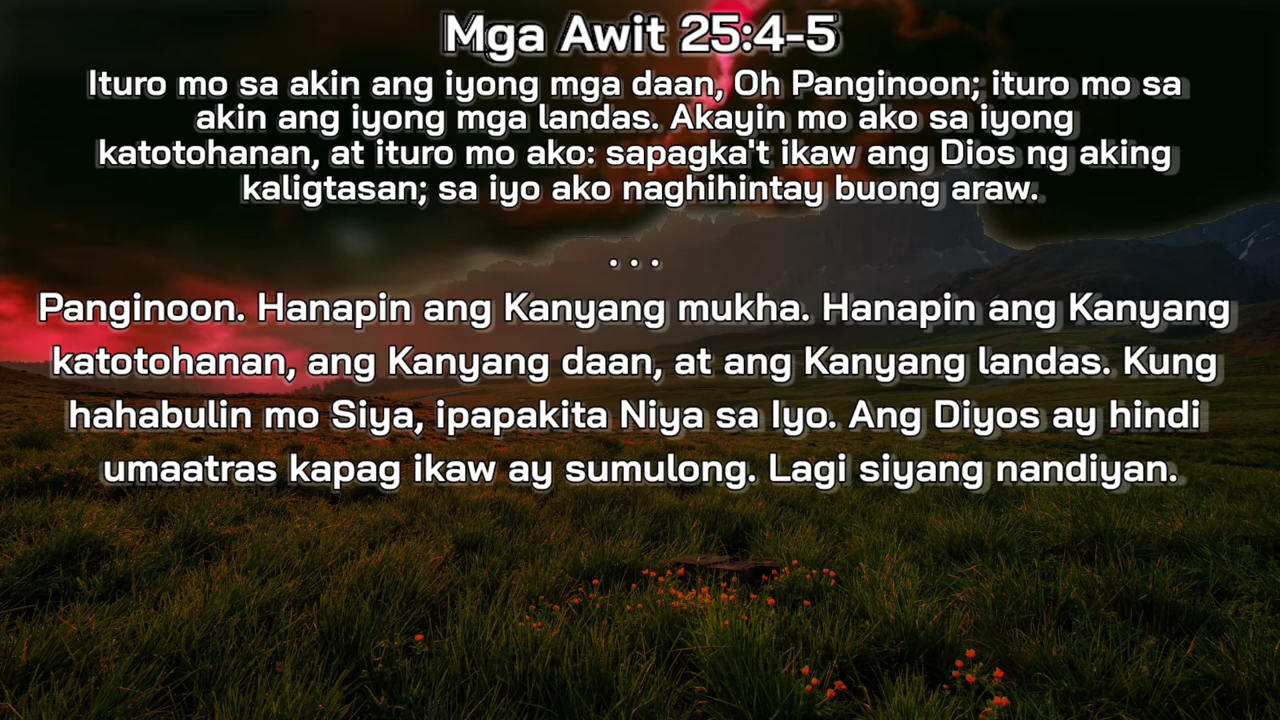 Mga Awit 25:4-5
Ituro mo sa akin ang iyong mga daan, Oh Panginoon; ituro mo sa
akin ang iyong mga landas. Akayin mo ako sa iyong
katotohanan, at ituro mo ako: sapagka't ikaw ang Dios ng aking
kaligtasan; sa iyo ako naghihintay buong araw.
...
Panginoon. Hanapin ang Kanyang mukha. Hanapin ang Kanyang
katotohanan, ang Kanyang daan, at ang Kanyang landas. Kung
hahabulin mo Siya, ipapakita Niya sa Iyo. Ang Diyos ay hindi
umaatras kapag ikaw ay sumulong. Lagi siyang nandiyan.